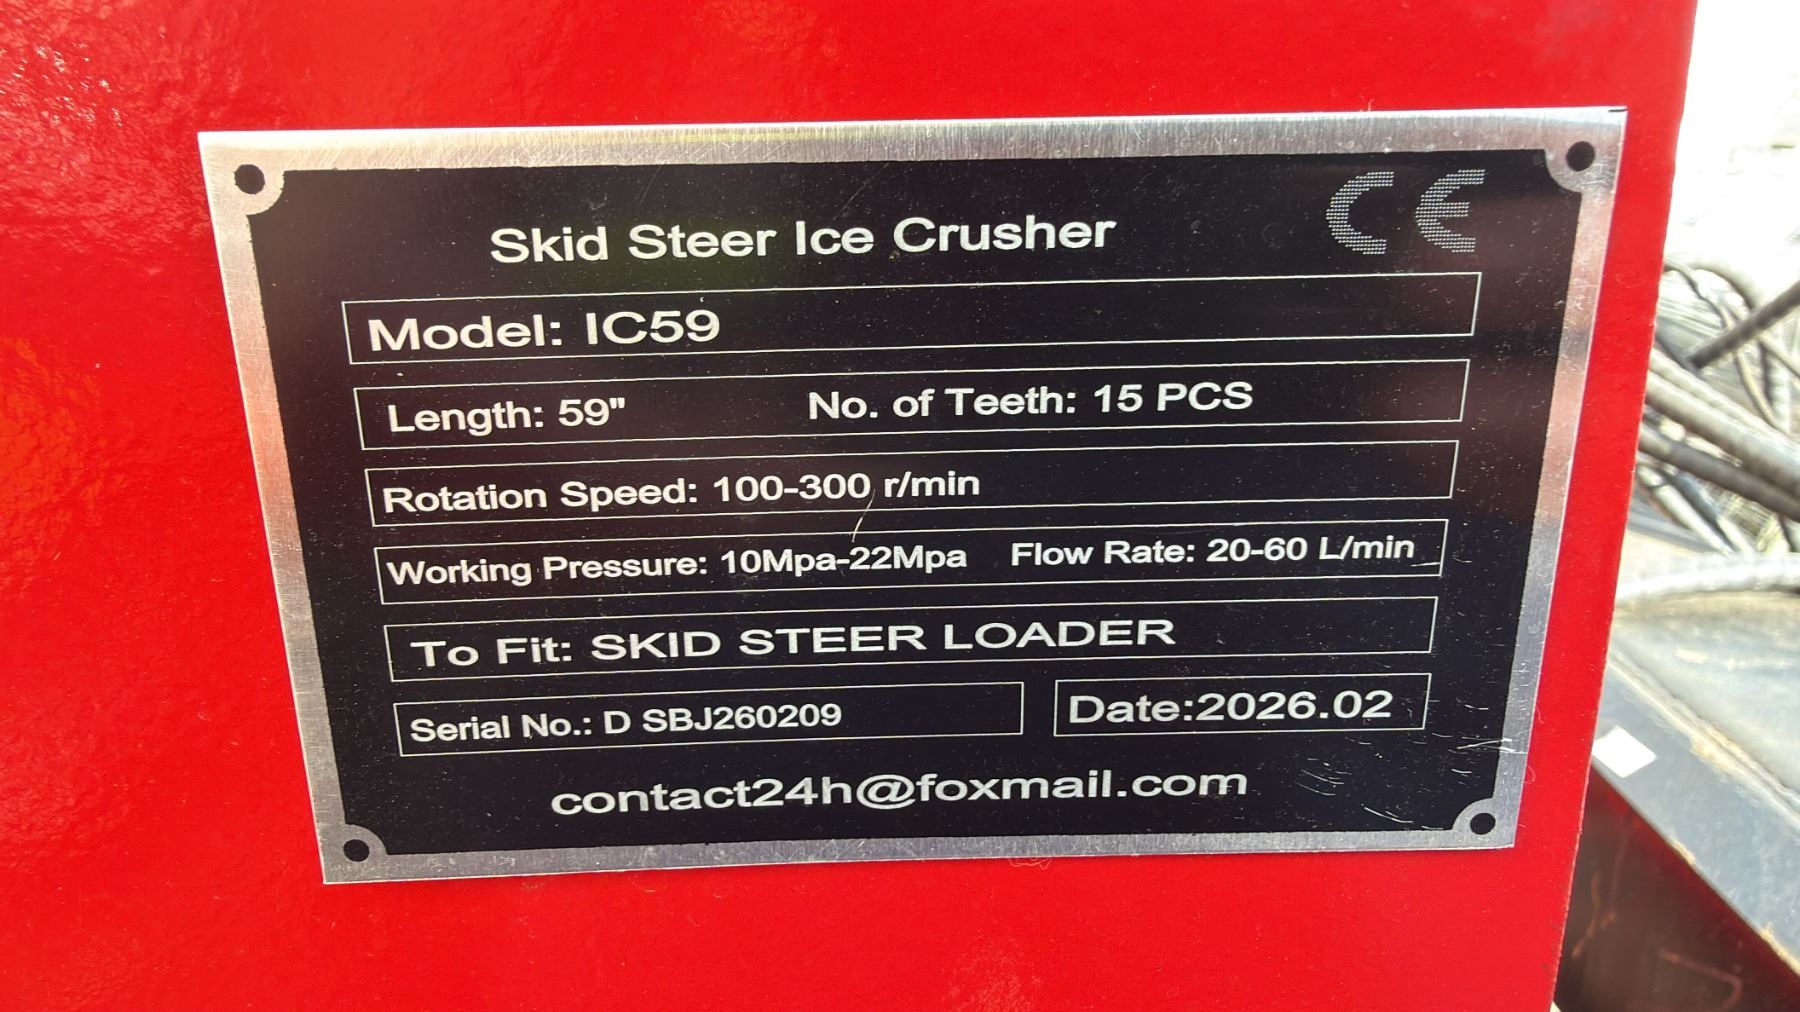 CE
Skid Steer Ice Crusher
Model: IC59
Length: 59" No. of Teeth: 15 PCS
Rotation Speed: 100-300 r/min
Working Pressure: 10Mpa-22Mpa Flow Rate: 20-60 L/min
To Fit: SKID STEER LOADER
Serial No.: D SBJ260209 Date:2026.02
contact24h@foxmail.com